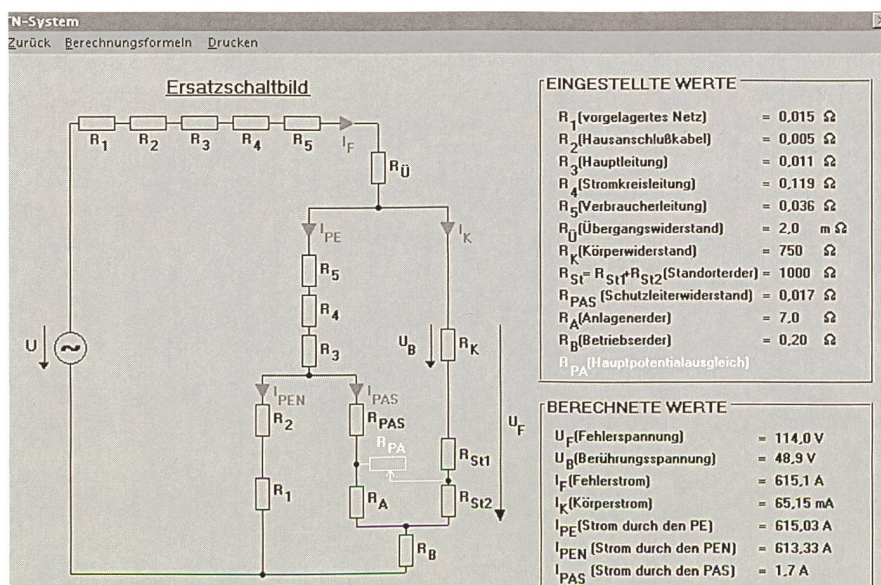 TN-System
Zurück Berechnungsformeln Drucken
Ersatzschaltbild
R1 R2 R3 R4 R5 IF
RÜ
IPE IK
R5
R4
R3
U UB RK
IPEN IPAS
R2 RPAS UF
RPA RSt1
R1 RA RSt2
RB
EINGESTELLTE WERTE
R1(vorgelagertes Netz) = 0,015 Ω
R2(Hausanschlußkabel) = 0,005 Ω
R3(Hauptleitung) = 0,011 Ω
R4(Stromkreisleitung) = 0,119 Ω
R5(Verbraucherleitung) = 0,036 Ω
RÜ(Übergangswiderstand) = 2,0 m Ω
RK(Körperwiderstand) = 750 Ω
RSt= RSt1+RSt2(Standorterder) = 1000 Ω
RPAS (Schutzleiterwiderstand) = 0,017 Ω
RA(Anlagenerder) = 7,0 Ω
RB(Betriebserder) = 0,20 Ω
RPA(Hauptpotentialausgleich)
BERECHNETE WERTE
UF(Fehlerspannung) = 114,0 V
UB(Berührungsspannung) = 48,9 V
IF(Fehlerstrom) = 615,1 A
IK(Körperstrom) = 65,15 mA
IPE(Strom durch den PE) = 615,03 A
IPEN (Strom durch den PEN) = 613,33 A
IPAS (Strom durch den PAS) = 1,7 A